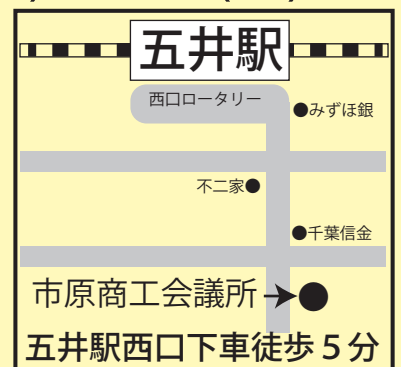 五井駅
西口ロータリー
●みずほ銀
不二家●
●千葉信金
市原商工会議所
五井駅西口下車徒歩5分